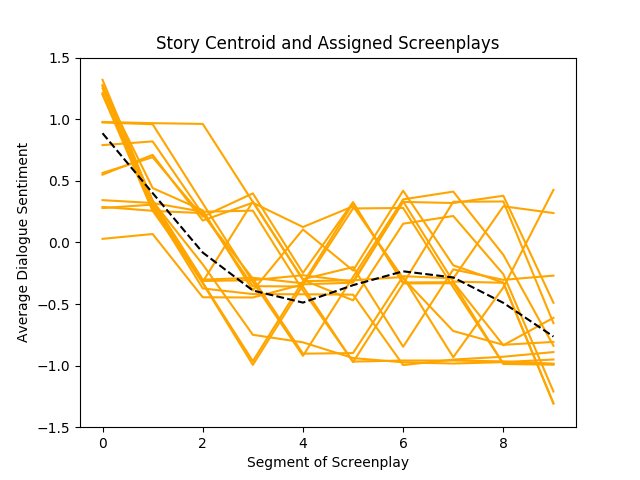 Story Centroid and Assigned Screenplays
1.5
1.0
0.5
0.0
−0.5
−1.0
−1.5
Average Dialogue Sentiment
0 2 4 6 8
Segment of Screenplay